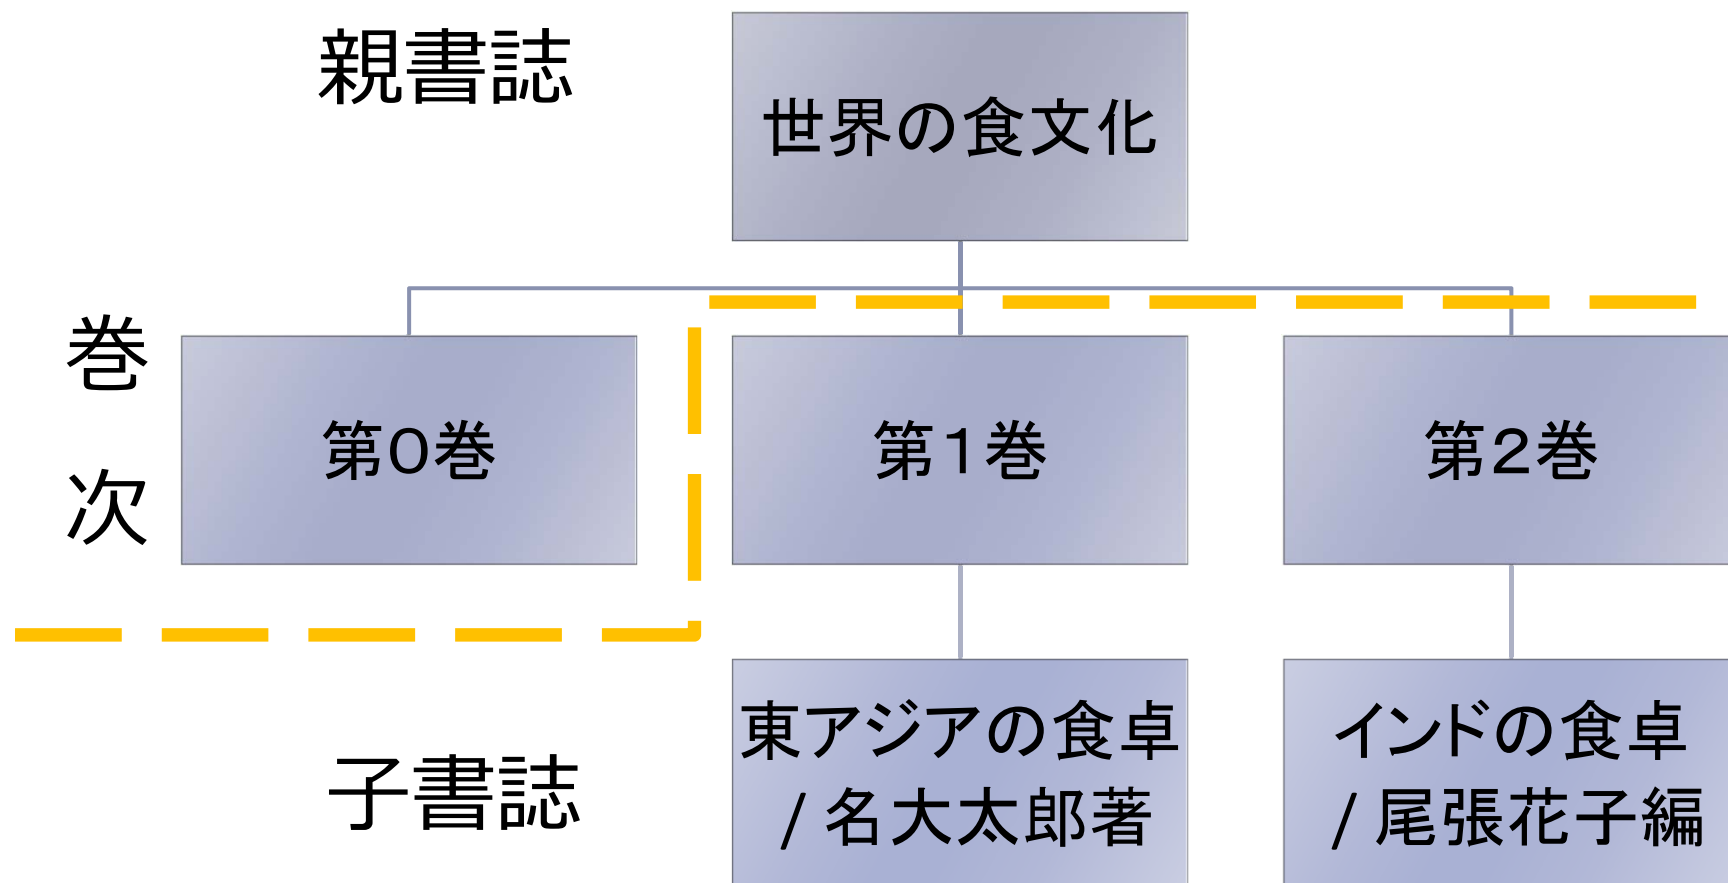 親書誌
世界の食文化
巻次
第0巻
第1巻
第2巻
子書誌
東アジアの食卓
/ 名大太郎著
インドの食卓
/ 尾張花子編